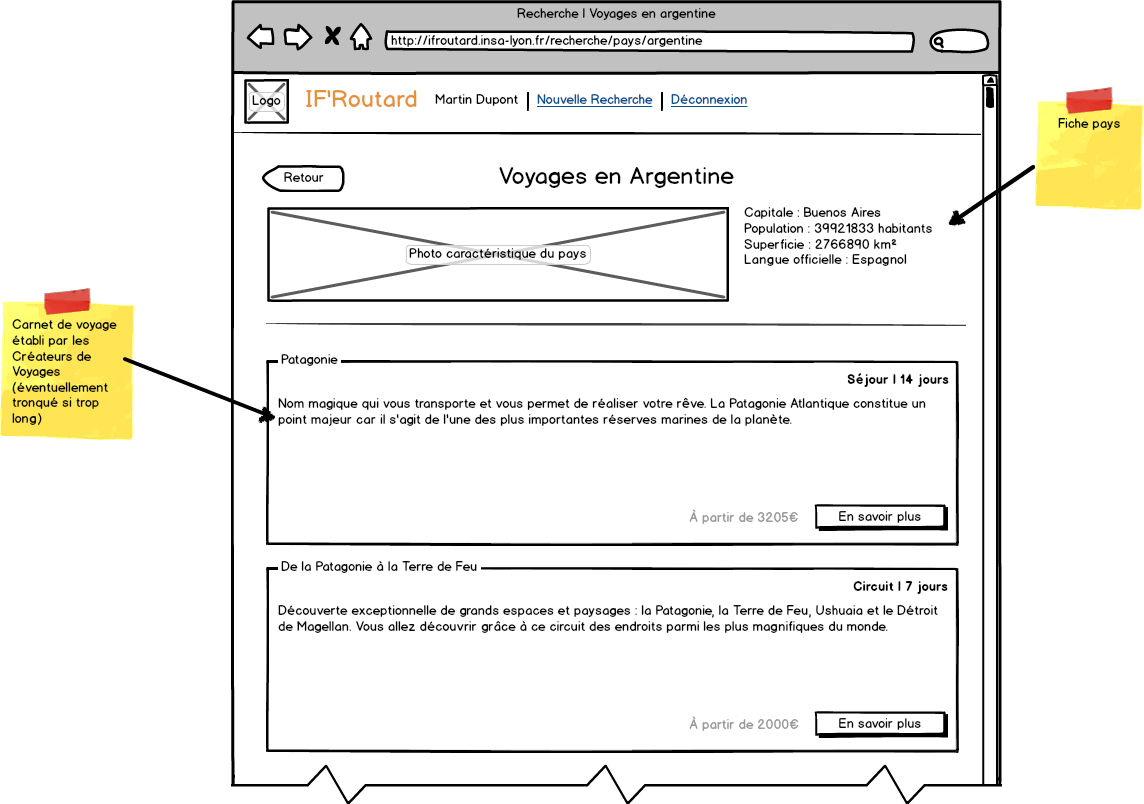 Recherche | Voyages en argentine
http://ifroutard.insa-lyon.fr/recherche/pays/argentine
Logo
IF'Routard
Martin Dupont | Nouvelle Recherche | Déconnexion
Fiche pays
Retour
Voyages en Argentine
Photo caractéristique du pays
Capitale : Buenos Aires
Population : 39921833 habitants
Superficie : 2766890 km²
Langue officielle : Espagnol
Carnet de voyage
établi par les
Créateurs de
Voyages
(éventuellement
tronqué si trop
long)
Patagonie
Séjour | 14 jours
Nom magique qui vous transporte et vous permet de réaliser votre rêve. La Patagonie Atlantique constitue un
point majeur car il s'agit de l'une des plus importantes réserves marines de la planète.
À partir de 3205€
En savoir plus
De la Patagonie à la Terre de Feu
Circuit | 7 jours
Découverte exceptionnelle de grands espaces et paysages : la Patagonie, la Terre de Feu, Ushuaia et le Détroit
de Magellan. Vous allez découvrir grâce à ce circuit des endroits parmi les plus magnifiques du monde.
À partir de 2000€
En savoir plus